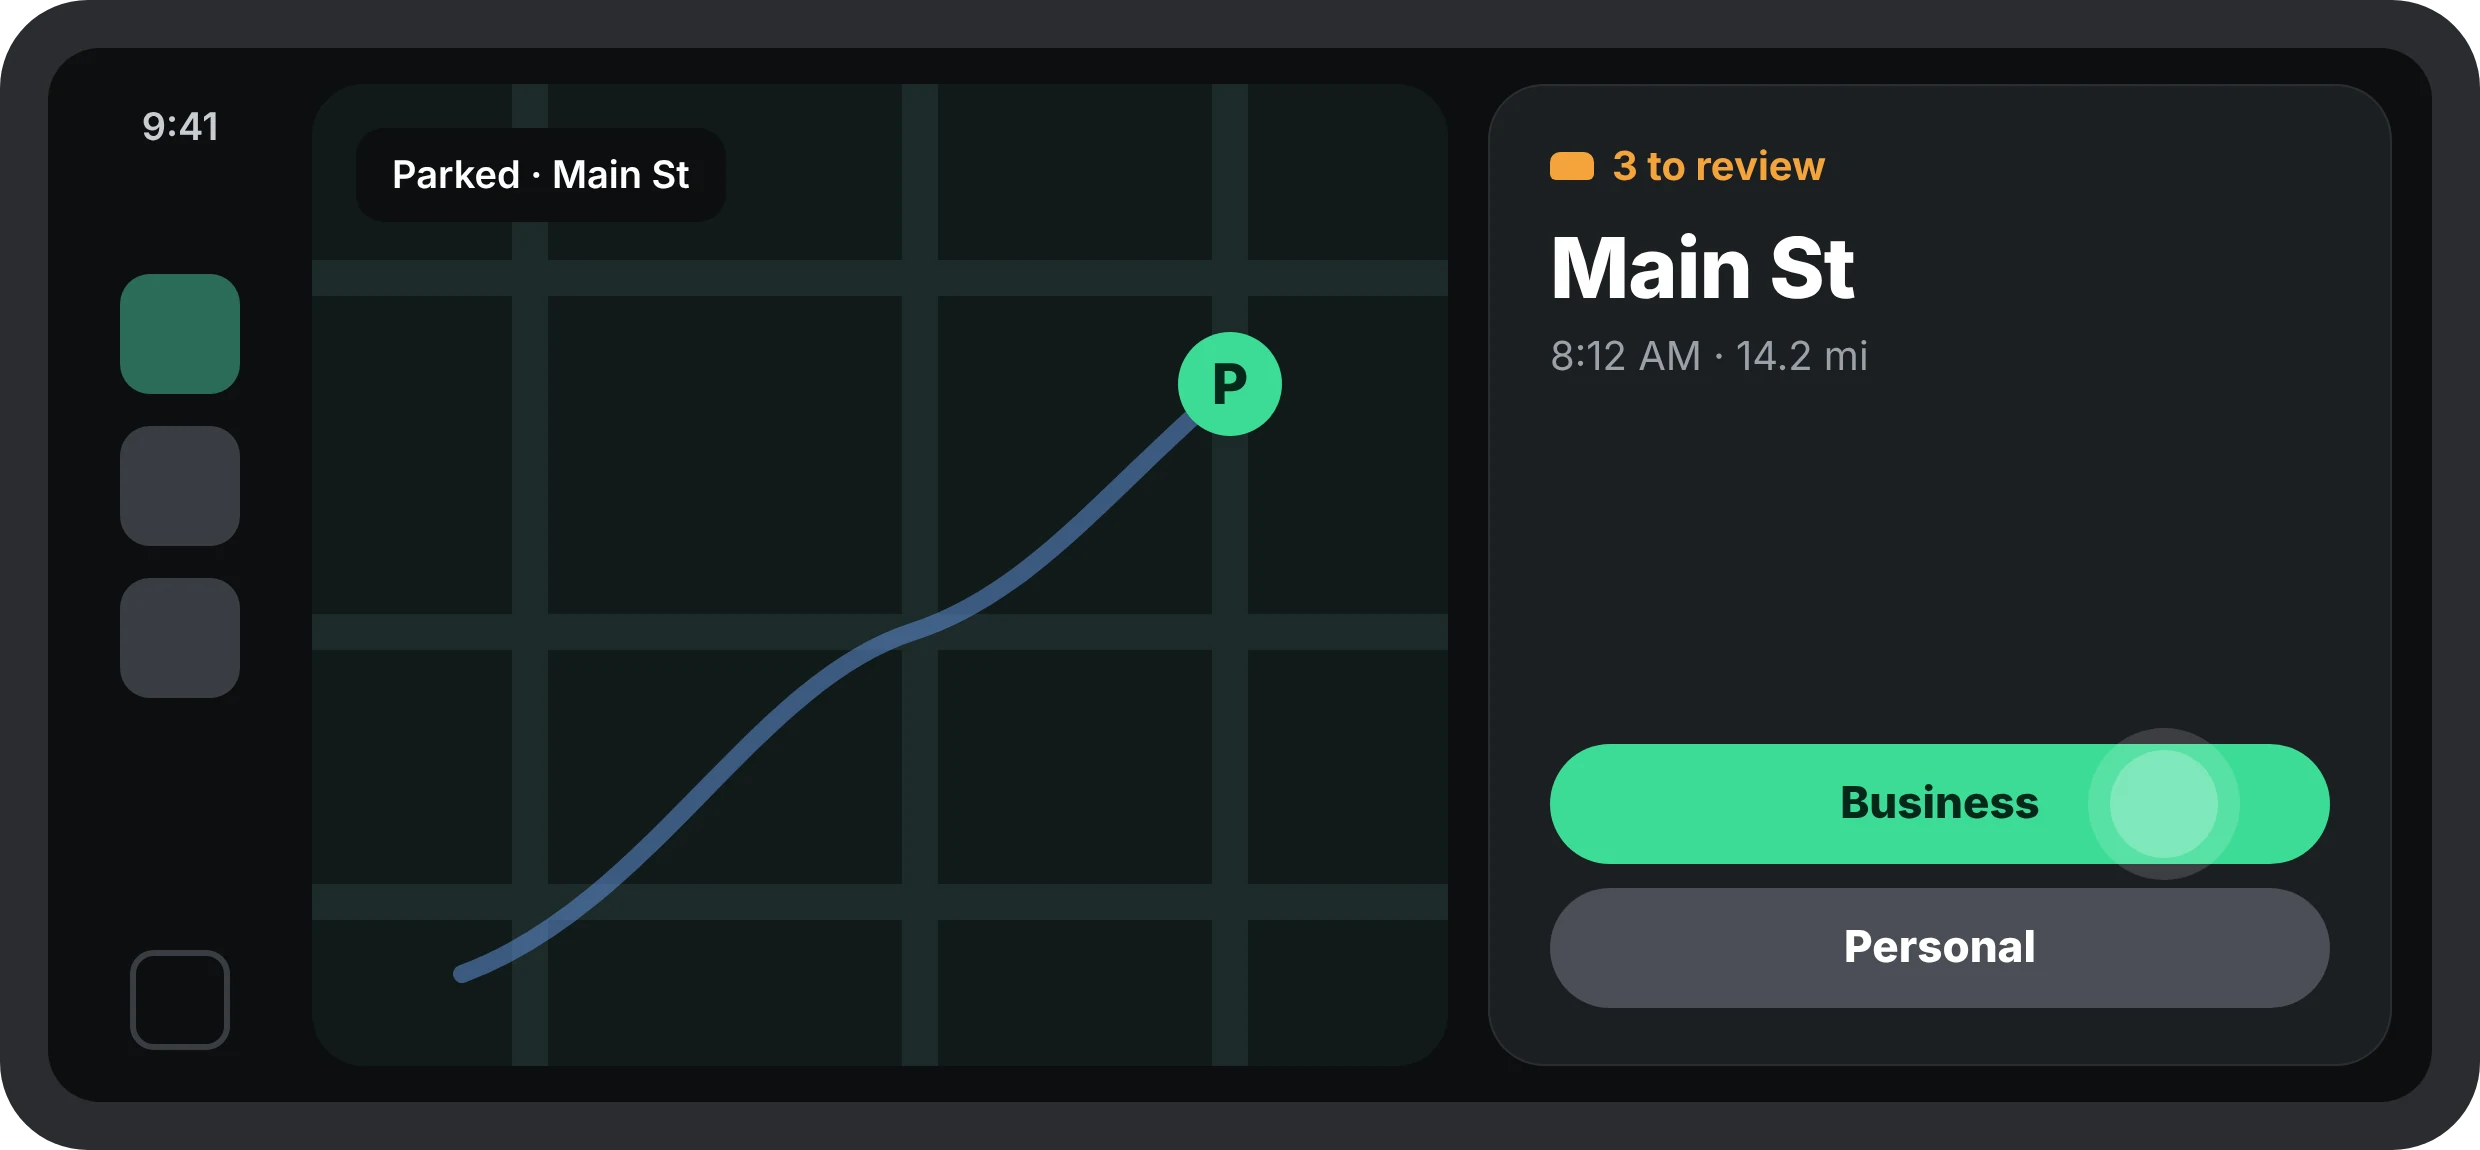 9:41
Parked · Main St
P
3 to review
Main St
8:12 AM · 14.2 mi
Business
Personal